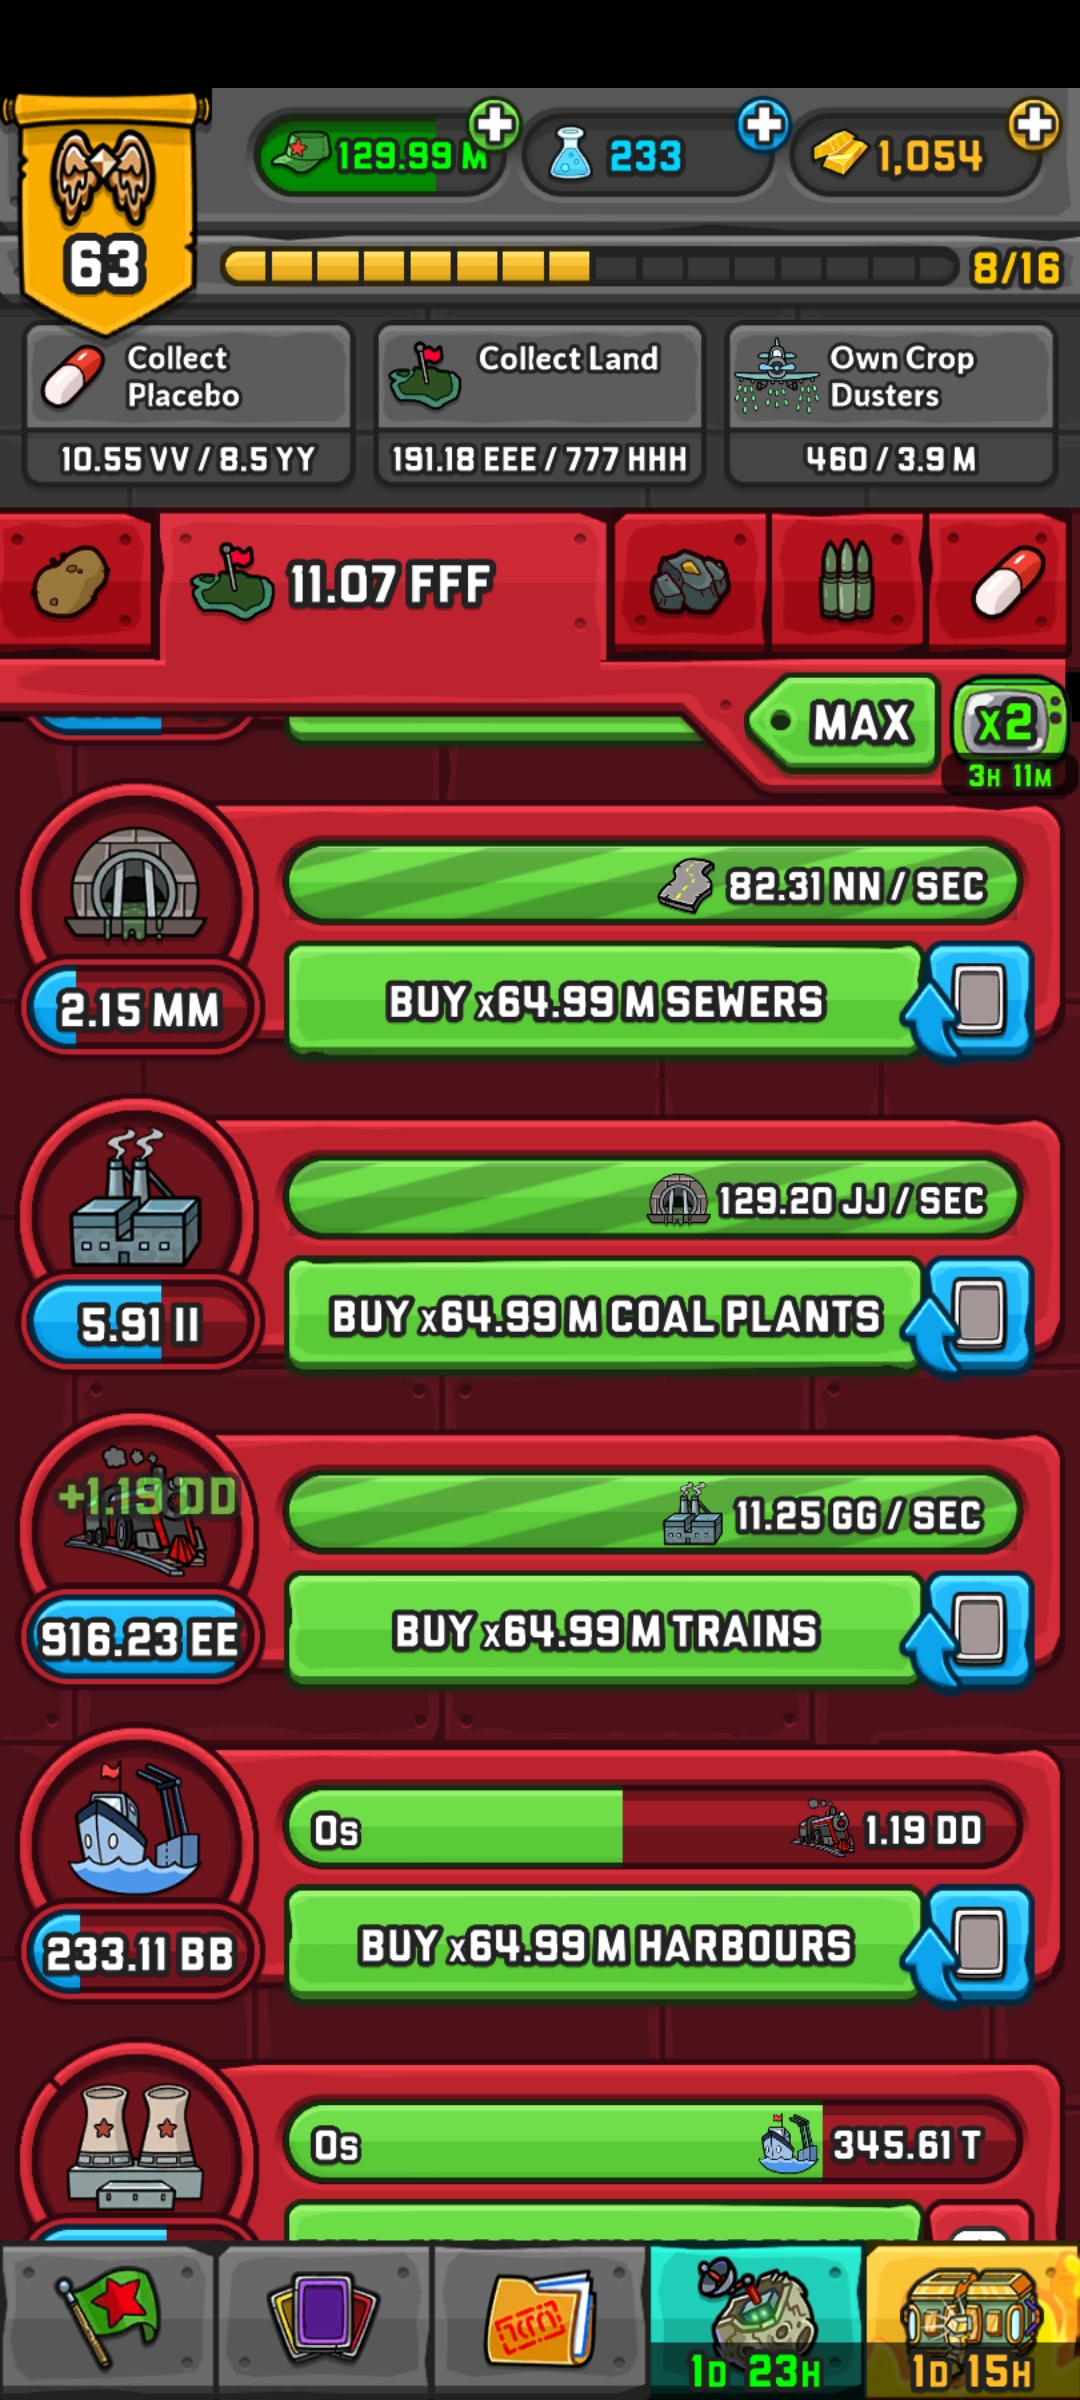 129.99 M
233
1,054
63
8/16
Collect
Placebo
10.55 VV / 8.5 YY
Collect Land
191.18 EEE / 777 HHH
Own Crop
Dusters
460 / 3.9 M
11.07 FFF
MAX
x2
3H 11M
82.31 NN / SEC
2.15 MM
BUY x64.99 M SEWERS
129.20 JJ / SEC
5.91 II
BUY x64.99 M COAL PLANTS
+1.19 DD
11.25 GG / SEC
916.23 EE
BUY x64.99 M TRAINS
0s
1.19 DD
233.11 BB
BUY x64.99 M HARBOURS
0s
345.61 T
1D 23H
1D 15H